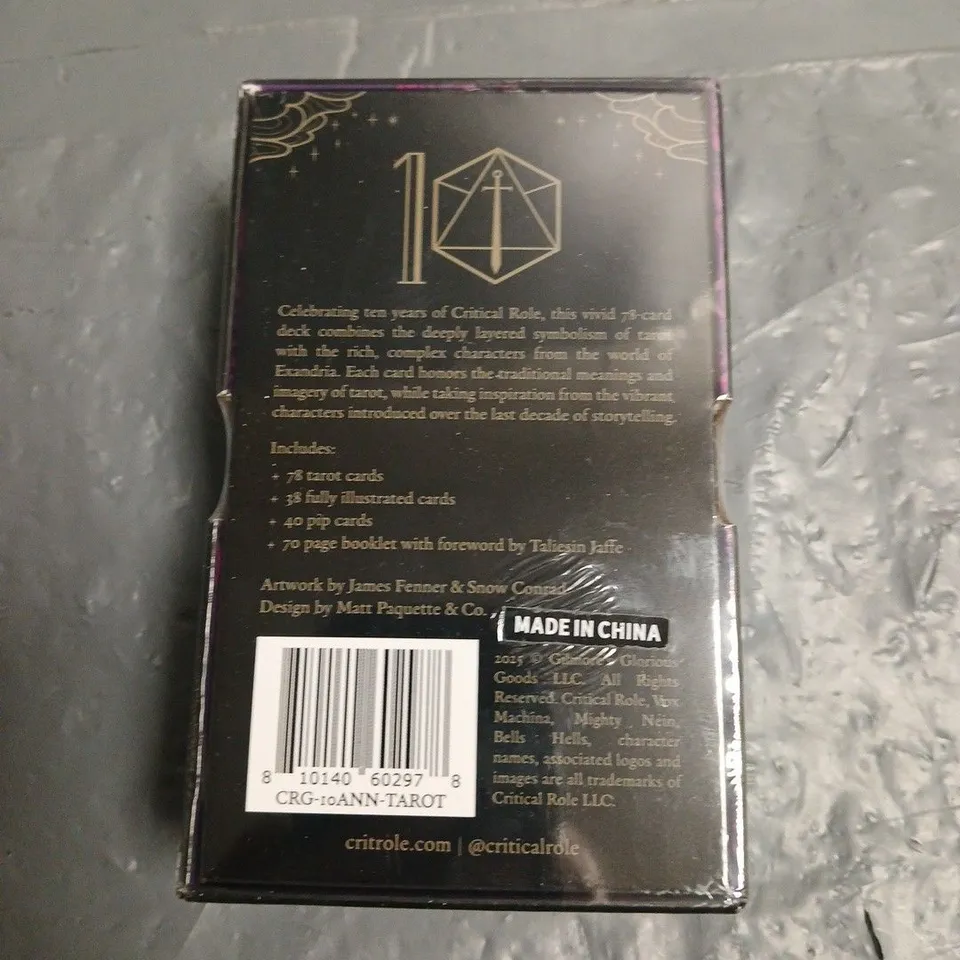 10
Celebrating ten years of Critical Role, this vivid 78-card
deck combines the deeply layered symbolism of tarot
with the rich, complex characters from the world of
Exandria. Each card honors the traditional meanings and
imagery of tarot, while taking inspiration from the vibrant
characters introduced over the last decade of storytelling.
Includes:
+ 78 tarot cards
+ 38 fully illustrated cards
+ 40 pip cards
+ 70 page booklet with foreword by Taliesin Jaffe
Artwork by James Fenner & Snow Conrad
Design by Matt Paquette & Co.
MADE IN CHINA
2025 © Gilmore's Glorious
Goods LLC. All Rights
Reserved. Critical Role, Vox
Machina, Mighty Nein,
Bells Hells, character
names, associated logos and
images are all trademarks of
Critical Role LLC.
8 10140 60297 8
CRG-10ANN-TAROT
critrole.com | @criticalrole